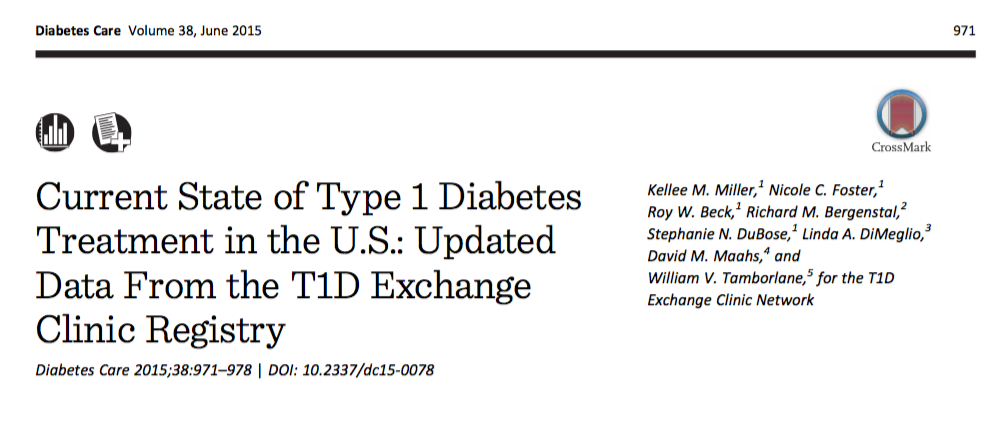 Diabetes Care Volume 38, June 2015
971
CrossMark
Current State of Type 1 Diabetes
Treatment in the U.S.: Updated
Data From the T1D Exchange
Clinic Registry
Diabetes Care 2015;38:971–978 | DOI: 10.2337/dc15-0078
Kellee M. Miller,1 Nicole C. Foster,1
Roy W. Beck,1 Richard M. Bergenstal,2
Stephanie N. DuBose,1 Linda A. DiMeglio,3
David M. Maahs,4 and
William V. Tamborlane,5 for the T1D
Exchange Clinic Network